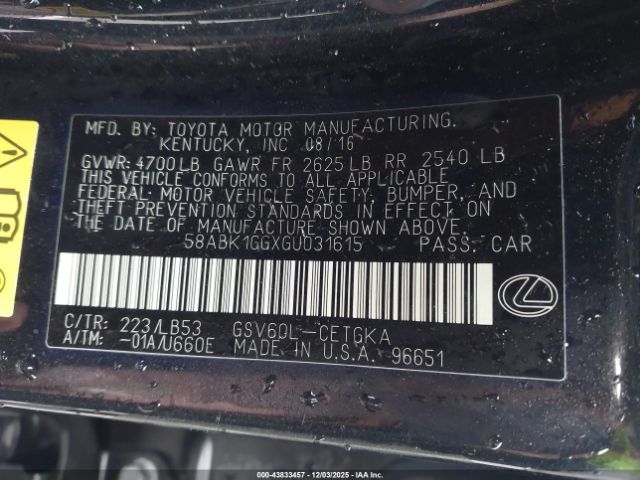 MFD. BY: TOYOTA MOTOR MANUFACTURING,
KENTUCKY, INC 08/16
GVWR: 4700LB GAWR FR 2625LB RR 2540 LB
THIS VEHICLE CONFORMS TO ALL APPLICABLE
FEDERAL MOTOR VEHICLE SAFETY, BUMPER, AND
THEFT PREVENTION STANDARDS IN EFFECT ON
THE DATE OF MANUFACTURE SHOWN ABOVE.
58ABK1GGXGU031615 PASS. CAR
C/TR: 223/LB53 GSV60L-CETGKA
A/TM: -01A/U660E MADE IN U.S.A. 96651
000-43833457 - 12/03/2025 - IAAI.COM